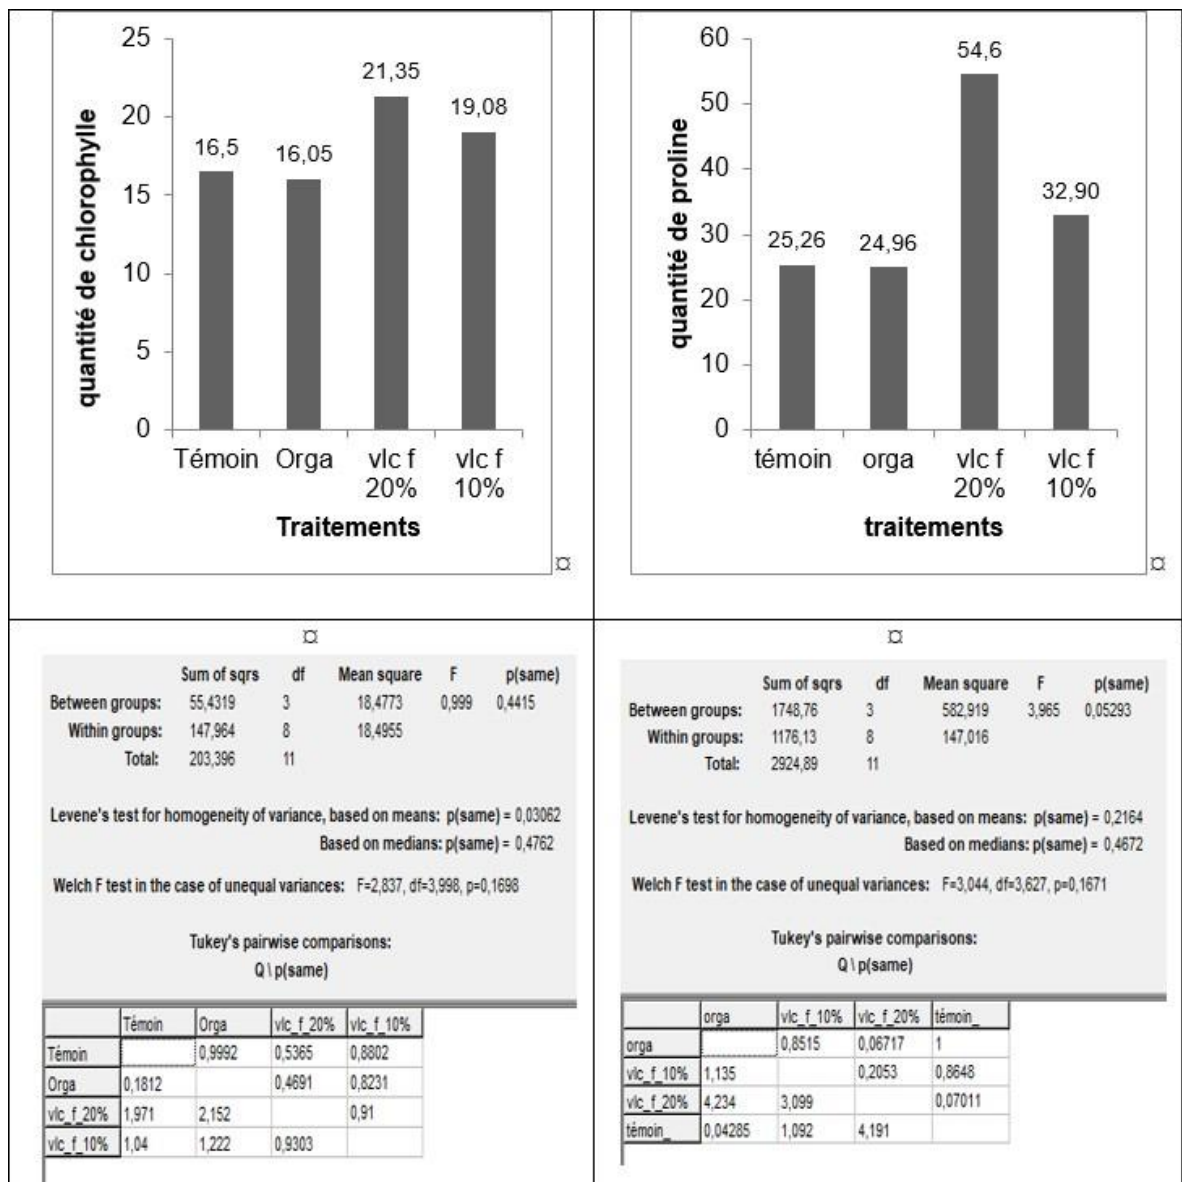 25
20
15
10
5
0
quantité de chlorophylle
16,5
16,05
21,35
19,08
Témoin Orga vlc f vlc f
20% 10%
Traitements
¤
60
50
40
30
20
10
0
quantité de proline
25,26
24,96
54,6
32,90
témoin orga vlc f vlc f
20% 10%
traitements
¤
¤
Sum of sqrs df Mean square F p(same)
Between groups: 55,4319 3 18,4773 0,999 0,4415
Within groups: 147,964 8 18,4955
Total: 203,396 11
Levene's test for homogeneity of variance, based on means: p(same) = 0,03062
Based on medians: p(same) = 0,4762
Welch F test in the case of unequal variances: F=2,837, df=3,998, p=0,1698
Tukey's pairwise comparisons:
Q \ p(same)
Témoin Orga vlc_f_20% vlc_f_10%
Témoin 0,9992 0,5365 0,8802
Orga 0,1812 0,4691 0,8231
vlc_f_20% 1,971 2,152 0,91
vlc_f_10% 1,04 1,222 0,9303
¤
Sum of sqrs df Mean square F p(same)
Between groups: 1748,76 3 582,919 3,965 0,05293
Within groups: 1176,13 8 147,016
Total: 2924,89 11
Levene's test for homogeneity of variance, based on means: p(same) = 0,2164
Based on medians: p(same) = 0,4672
Welch F test in the case of unequal variances: F=3,044, df=3,627, p=0,1671
Tukey's pairwise comparisons:
Q \ p(same)
orga vlc_f_10% vlc_f_20% témoin_
orga 0,8515 0,06717 1
vlc_f_10% 1,135 0,2053 0,8648
vlc_f_20% 4,234 3,099 0,07011
témoin_ 0,04285 1,092 4,191